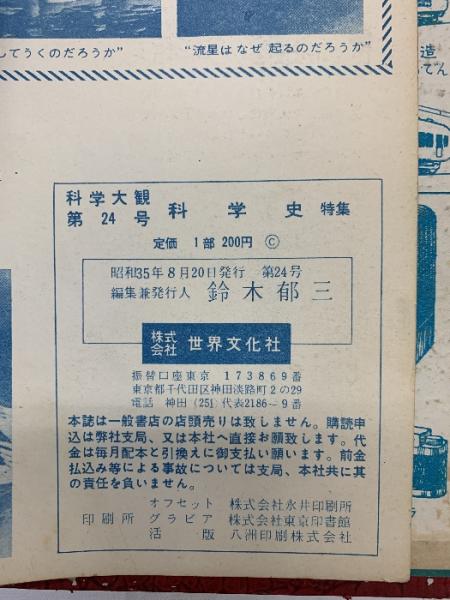 してうくのだろうか”
“流星は なぜ 起るのだろうか”
造
でん
科学大観
第24号 科学史 特集
定価 1部 200円 ©
昭和35年8月20日発行 第24号
編集兼発行人 鈴木郁三
株式会社 世界文化社
振替口座東京 173869番
東京都千代田区神田淡路町2の29
電話 神田(251)代表2186〜9番
本誌は一般書店の店頭売りは致しません。購読申
込は弊社支局、又は本社へ直接お願致します。代
金は毎月配本と引換えに御支払い願います。前金
払込み等による事故については支局、本社共に其
の責任を負いません。
オフセット 株式会社永井印刷所
印刷所 グラビア 株式会社東京印書館
活版 八洲印刷株式会社
ラ